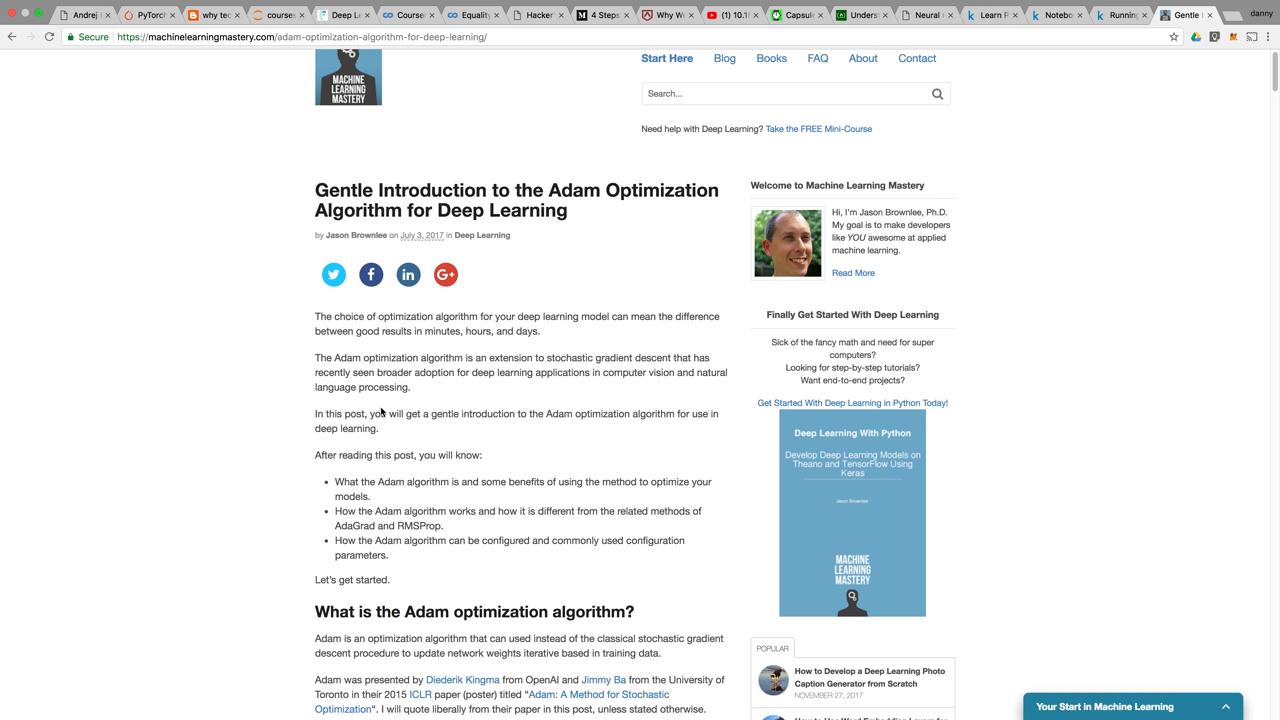 Andrej
PyTorc
why tec
courses
Deep Le
Course
Equality
Hacker
4 Steps
Why W
(1) 10.1
Capsule
Unders
Neural
Learn P
Notebo
Running
Gentle
danny
Secure
https://machinelearningmastery.com/adam-optimization-algorithm-for-deep-learning/
MACHINE
LEARNING
MASTERY
Start Here Blog Books FAQ About Contact
Search...
Need help with Deep Learning? Take the FREE Mini-Course
Gentle Introduction to the Adam Optimization
Algorithm for Deep Learning
by Jason Brownlee on July 3, 2017 in Deep Learning
The choice of optimization algorithm for your deep learning model can mean the difference
between good results in minutes, hours, and days.
The Adam optimization algorithm is an extension to stochastic gradient descent that has
recently seen broader adoption for deep learning applications in computer vision and natural
language processing.
In this post, you will get a gentle introduction to the Adam optimization algorithm for use in
deep learning.
After reading this post, you will know:
• What the Adam algorithm is and some benefits of using the method to optimize your
models.
• How the Adam algorithm works and how it is different from the related methods of
AdaGrad and RMSProp.
• How the Adam algorithm can be configured and commonly used configuration
parameters.
Let's get started.
What is the Adam optimization algorithm?
Adam is an optimization algorithm that can used instead of the classical stochastic gradient
descent procedure to update network weights iterative based in training data.
Adam was presented by Diederik Kingma from OpenAI and Jimmy Ba from the University of
Toronto in their 2015 ICLR paper (poster) titled "Adam: A Method for Stochastic
Optimization". I will quote liberally from their paper in this post, unless stated otherwise.
Welcome to Machine Learning Mastery
Hi, I'm Jason Brownlee, Ph.D.
My goal is to make developers
like YOU awesome at applied
machine learning.
Read More
Finally Get Started With Deep Learning
Sick of the fancy math and need for super
computers?
Looking for step-by-step tutorials?
Want end-to-end projects?
Get Started With Deep Learning in Python Today!
Deep Learning With Python
Develop Deep Learning Models on
Theano and TensorFlow Using
Keras
Jason Brownlee
MACHINE
LEARNING
MASTERY
POPULAR
How to Develop a Deep Learning Photo
Caption Generator from Scratch
NOVEMBER 27, 2017
Your Start in Machine Learning